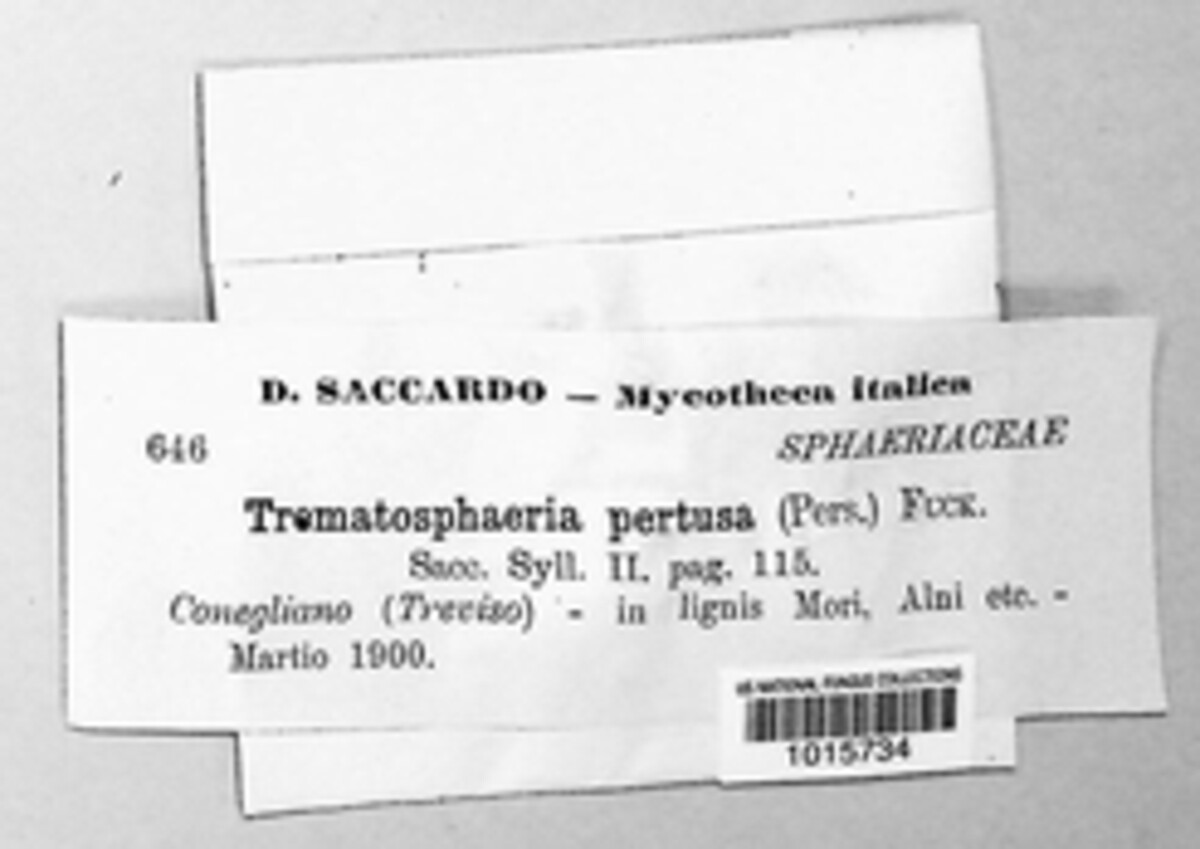 D. SACCARDO — Mycotheca italica
646
SPHAERIACEAE
Trematosphaeria pertusa (Pers.) Fuck.
Sacc. Syll. II. pag. 115.
Conegliano (Treviso) - in lignis Mori, Alni etc. -
Martio 1900.
US NATIONAL FUNGUS COLLECTIONS
1015734